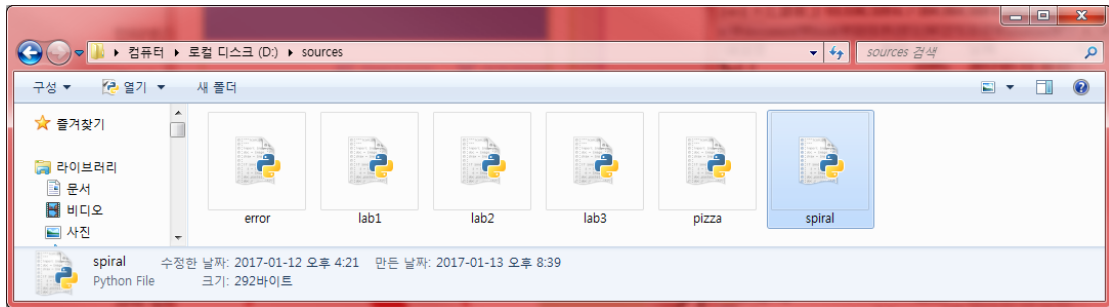 컴퓨터 ▸ 로컬 디스크 (D:) ▸ sources
sources 검색
구성 열기 새 폴더
즐겨찾기
라이브러리
문서
비디오
사진
error lab1 lab2 lab3 pizza spiral
spiral 수정한 날짜: 2017-01-12 오후 4:21 만든 날짜: 2017-01-13 오후 8:39
Python File 크기: 292바이트